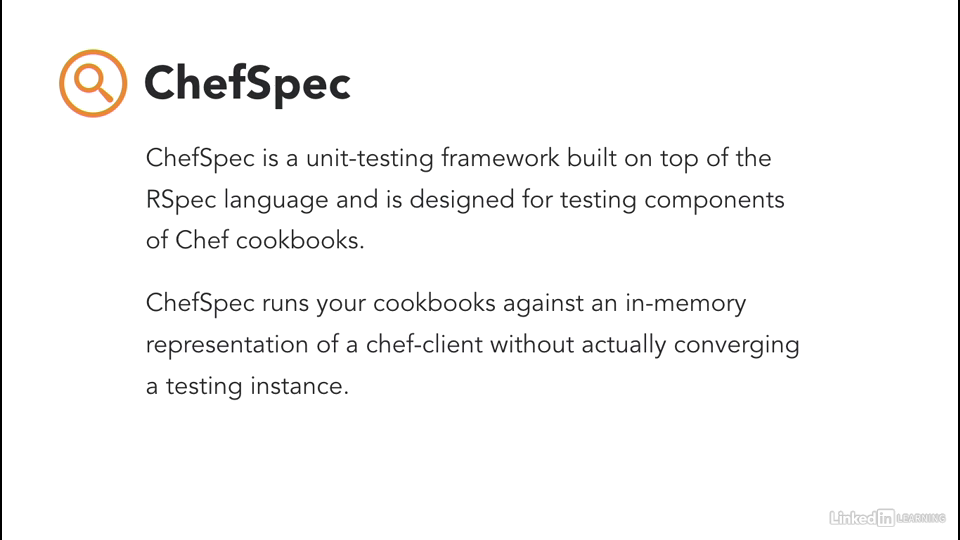 ChefSpec
ChefSpec is a unit-testing framework built on top of the
RSpec language and is designed for testing components
of Chef cookbooks.
ChefSpec runs your cookbooks against an in-memory
representation of a chef-client without actually converging
a testing instance.
Linked in LEARNING